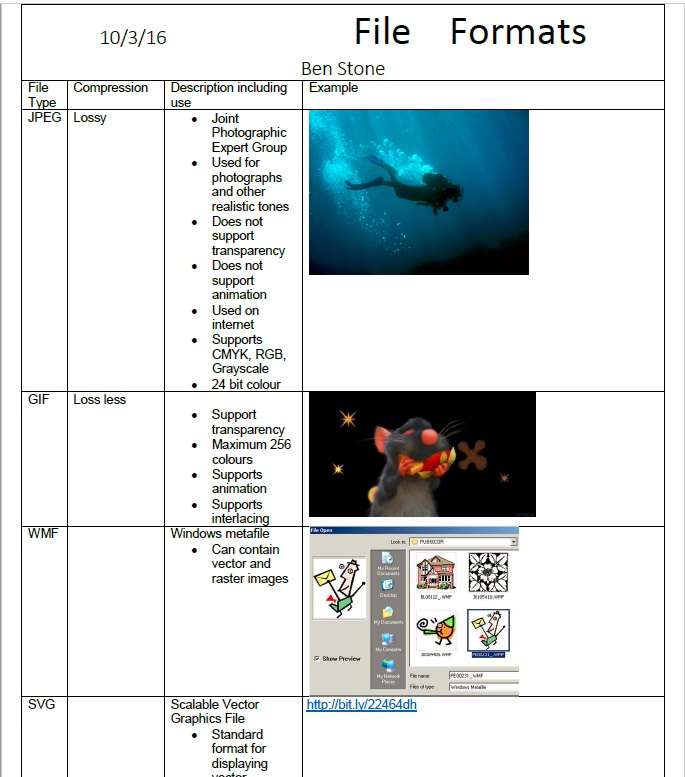 10/3/16
File Formats
Ben Stone
File Type
Compression
Description including use
Example
JPEG
Lossy
• Joint
Photographic
Expert Group
• Used for
photographs
and other
realistic tones
• Does not
support
transparency
• Does not
support
animation
• Used on
internet
• Supports
CMYK, RGB,
Grayscale
• 24 bit colour
GIF
Loss less
• Support
transparency
• Maximum 256
colours
• Supports
animation
• Supports
interlacing
WMF
Windows metafile
• Can contain
vector and
raster images
File Open
Look in:
PUB60COR
My Recent
Documents
Desktop
My Documents
My Computer
My Network
Places
BL00122_.WMF
J0105410.WMF
PE00231_.WMF
Show Preview
File name:
PE00231_.WMF
Files of type:
Windows Metafile
SVG
Scalable Vector
Graphics File
• Standard
format for
displaying
vector
http://bit.ly/22464dh